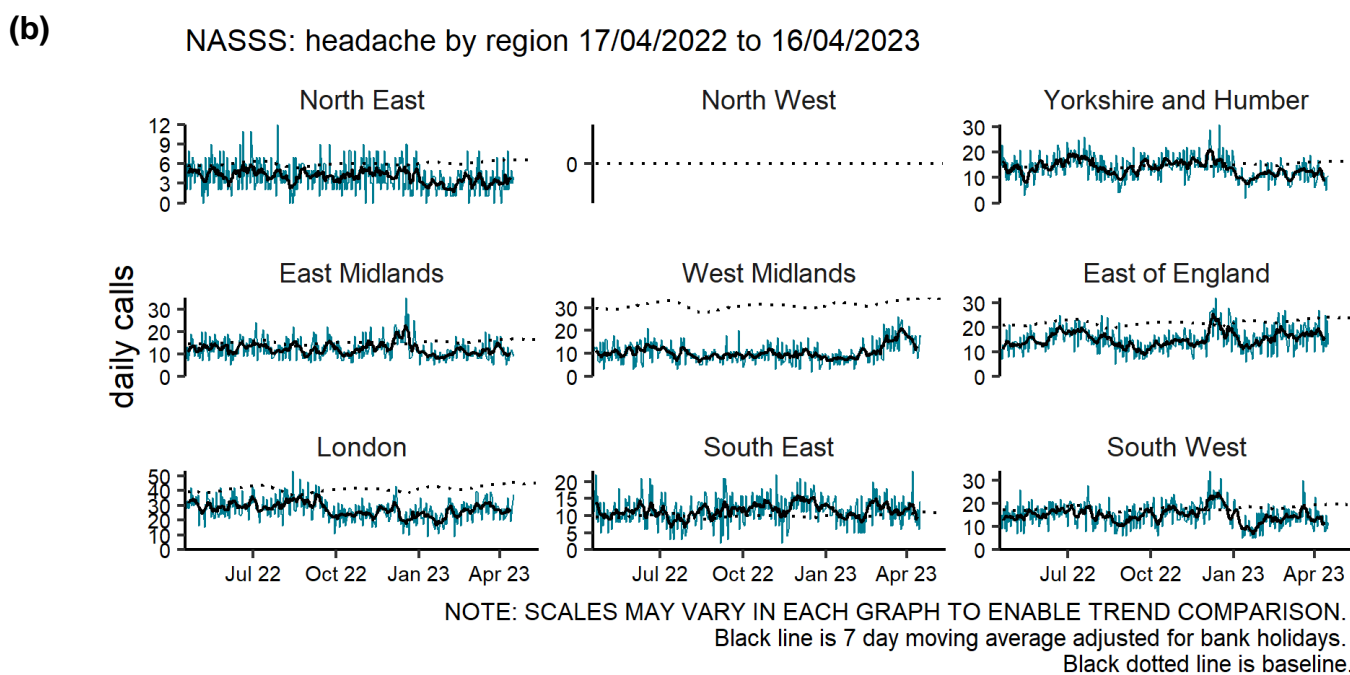 (b)
NASSS: headache by region 17/04/2022 to 16/04/2023
daily calls
North East
12
9
6
3
0
North West
0
Yorkshire and Humber
30
20
10
0
East Midlands
30
20
10
0
West Midlands
30
20
10
0
East of England
30
20
10
0
London
50
40
30
20
10
0
Jul 22 Oct 22 Jan 23 Apr 23
South East
20
15
10
5
0
Jul 22 Oct 22 Jan 23 Apr 23
South West
30
20
10
0
Jul 22 Oct 22 Jan 23 Apr 23
NOTE: SCALES MAY VARY IN EACH GRAPH TO ENABLE TREND COMPARISON.
Black line is 7 day moving average adjusted for bank holidays.
Black dotted line is baseline.